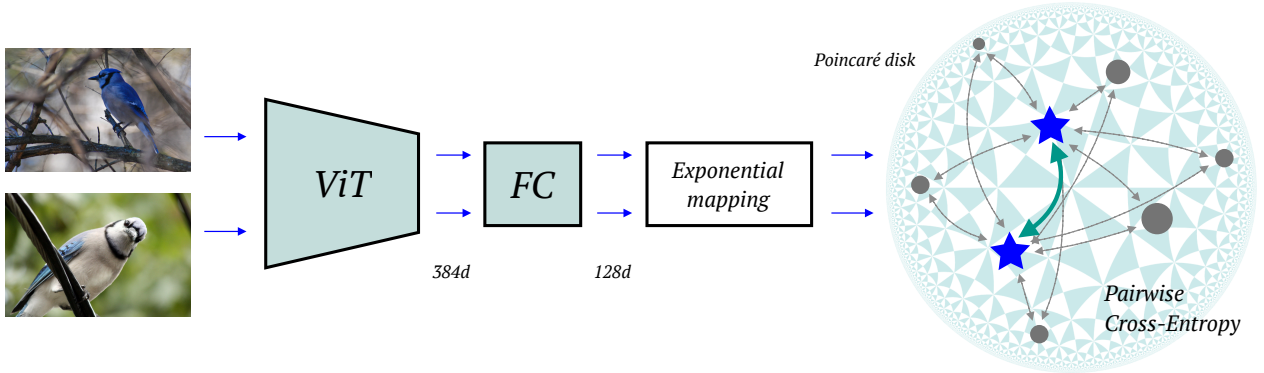 Poincaré disk
ViT
FC
Exponential
mapping
384d
128d
Pairwise
Cross-Entropy